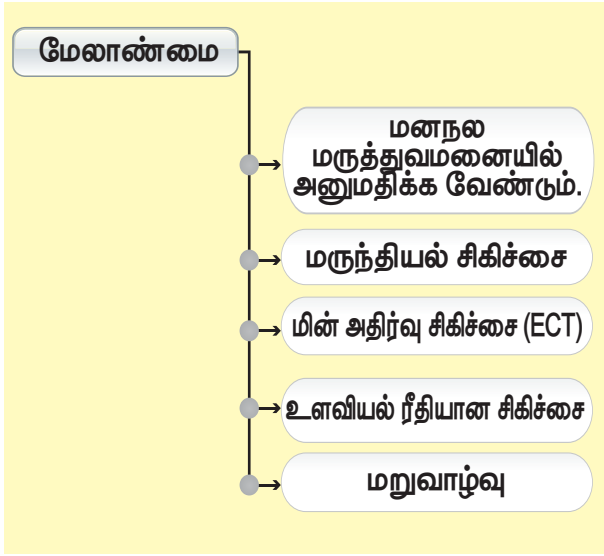 மேலாண்மை
மனநல
மருத்துவமனையில்
அனுமதிக்க வேண்டும்.
மருந்தியல் சிகிச்சை
மின் அதிர்வு சிகிச்சை (ECT)
உளவியல் ரீதியான சிகிச்சை
மறுவாழ்வு